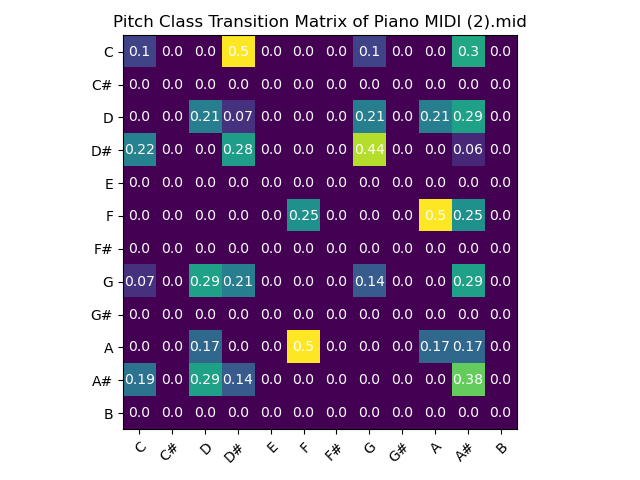 Pitch Class Transition Matrix of Piano MIDI (2).mid
C 0.1 0.0 0.0 0.5 0.0 0.0 0.0 0.1 0.0 0.0 0.3 0.0
C# 0.0 0.0 0.0 0.0 0.0 0.0 0.0 0.0 0.0 0.0 0.0 0.0
D 0.0 0.0 0.21 0.07 0.0 0.0 0.0 0.21 0.0 0.21 0.29 0.0
D# 0.22 0.0 0.0 0.28 0.0 0.0 0.0 0.44 0.0 0.0 0.06 0.0
E 0.0 0.0 0.0 0.0 0.0 0.0 0.0 0.0 0.0 0.0 0.0 0.0
F 0.0 0.0 0.0 0.0 0.0 0.25 0.0 0.0 0.0 0.5 0.25 0.0
F# 0.0 0.0 0.0 0.0 0.0 0.0 0.0 0.0 0.0 0.0 0.0 0.0
G 0.07 0.0 0.29 0.21 0.0 0.0 0.0 0.14 0.0 0.0 0.29 0.0
G# 0.0 0.0 0.0 0.0 0.0 0.0 0.0 0.0 0.0 0.0 0.0 0.0
A 0.0 0.0 0.17 0.0 0.0 0.5 0.0 0.0 0.0 0.17 0.17 0.0
A# 0.19 0.0 0.29 0.14 0.0 0.0 0.0 0.0 0.0 0.0 0.38 0.0
B 0.0 0.0 0.0 0.0 0.0 0.0 0.0 0.0 0.0 0.0 0.0 0.0
C C# D D# E F F# G G# A A# B